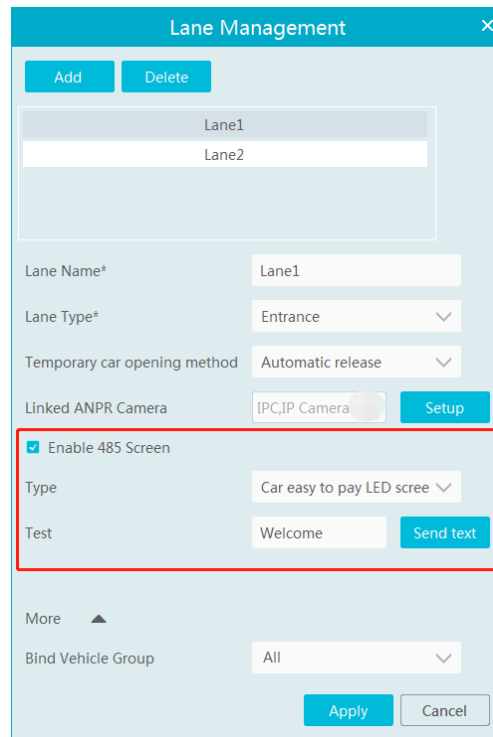 Lane Management
Add Delete
Lane1
Lane2
Lane Name* Lane1
Lane Type* Entrance
Temporary car opening method Automatic release
Linked ANPR Camera IPC,IP Camera Setup
Enable 485 Screen
Type Car easy to pay LED scree
Test Welcome Send text
More
Bind Vehicle Group All
Apply Cancel